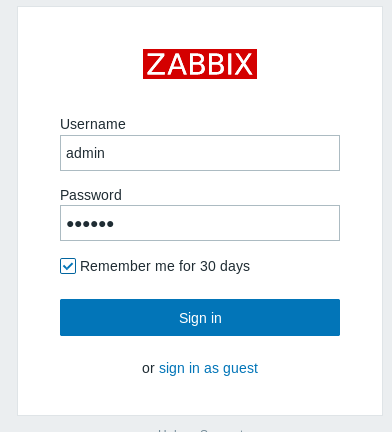 ZABBIX
Username
admin
Password
●●●●●●
Remember me for 30 days
Sign in
or sign in as guest